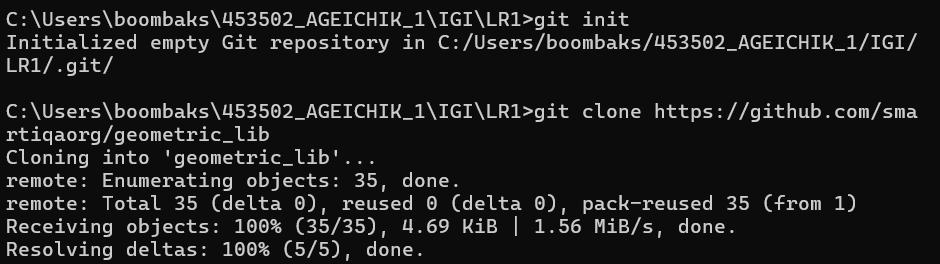 C:\Users\boombaks\453502_AGEICHIK_1\IGI\LR1>git init
Initialized empty Git repository in C:/Users/boombaks/453502_AGEICHIK_1/IGI/
LR1/.git/
C:\Users\boombaks\453502_AGEICHIK_1\IGI\LR1>git clone https://github.com/sma
rtiqaorg/geometric_lib
Cloning into 'geometric_lib'...
remote: Enumerating objects: 35, done.
remote: Total 35 (delta 0), reused 0 (delta 0), pack-reused 35 (from 1)
Receiving objects: 100% (35/35), 4.69 KiB | 1.56 MiB/s, done.
Resolving deltas: 100% (5/5), done.